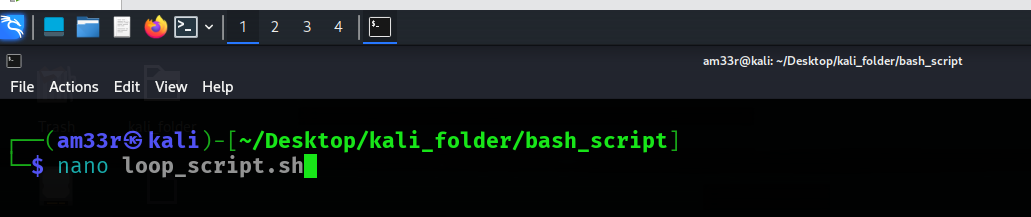 1 2 3 4
am33r@kali: ~/Desktop/kali_folder/bash_script
File Actions Edit View Help
┌──(am33r㉿kali)-[~/Desktop/kali_folder/bash_script]
└─$ nano loop_script.sh